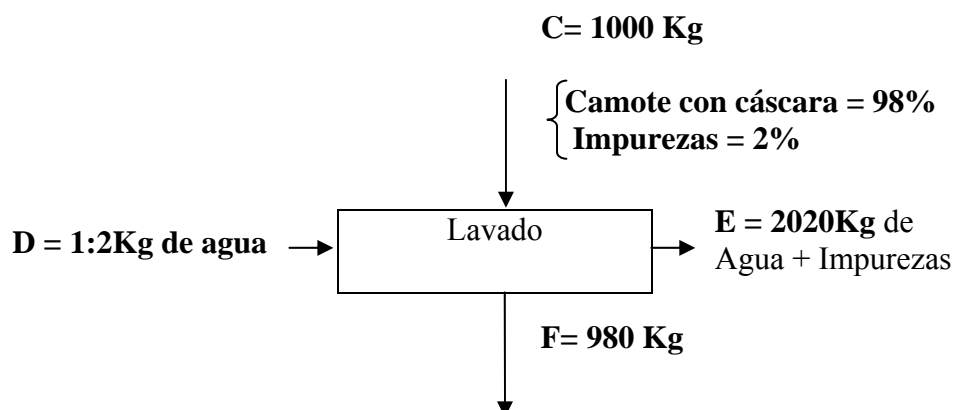 C= 1000 Kg
Camote con cáscara = 98%
Impurezas = 2%
Lavado
D = 1:2Kg de agua
E = 2020Kg de
Agua + Impurezas
F= 980 Kg